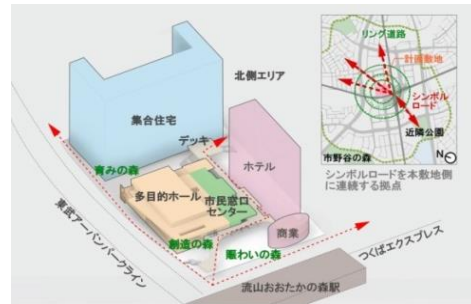 北側エリア
集合住宅
デッキ
ホテル
育みの森
多目的ホール
市民窓口
センター
商業
創造の森
賑わいの森
東武アーバンパークライン
つくばエクスプレス
流山おおたかの森駅
リング道路
計画敷地
シンボル
ロード
近隣公園
市野谷の森
N
シンボルロードを本敷地側
に連続する拠点